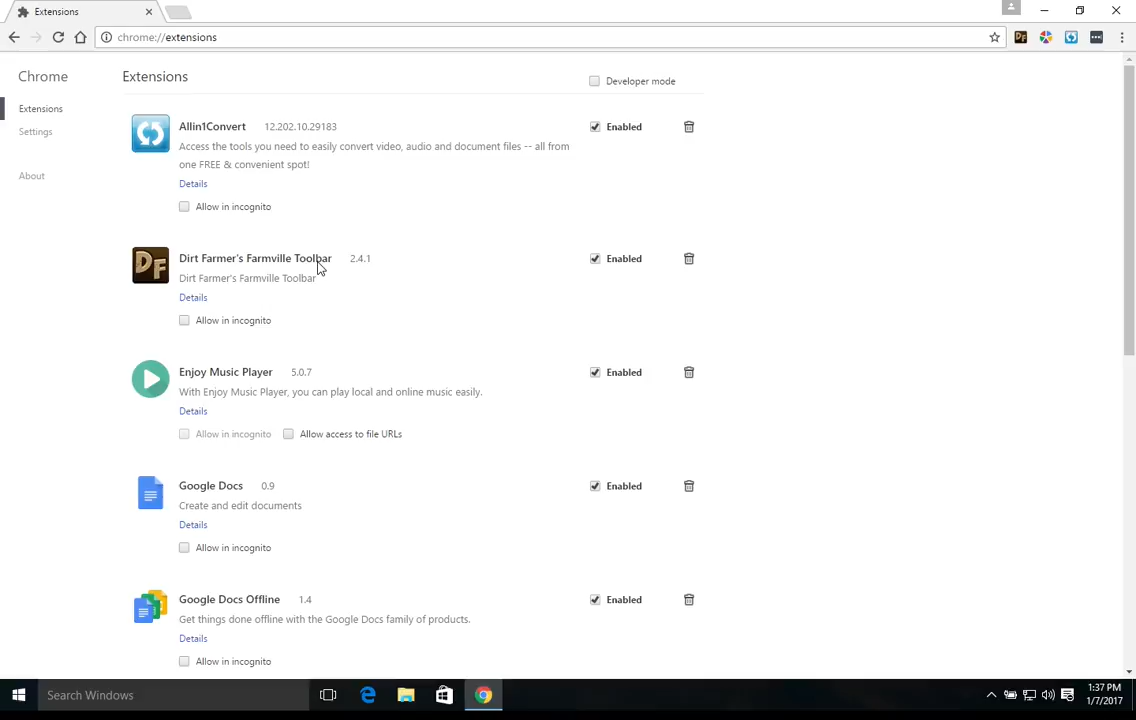 Extensions
chrome://extensions
Chrome
Extensions
Settings
About
Extensions
Developer mode
Allin1Convert 12.202.10.29183
Enabled
Access the tools you need to easily convert video, audio and document files -- all from
one FREE & convenient spot!
Details
Allow in incognito
DF
Dirt Farmer's Farmville Toolbar 2.4.1
Enabled
Dirt Farmer's Farmville Toolbar
Details
Allow in incognito
Enjoy Music Player 5.0.7
Enabled
With Enjoy Music Player, you can play local and online music easily.
Details
Allow in incognito Allow access to file URLs
Google Docs 0.9
Enabled
Create and edit documents
Details
Allow in incognito
Google Docs Offline 1.4
Enabled
Get things done offline with the Google Docs family of products.
Details
Allow in incognito
Search Windows
1:37 PM
1/7/2017